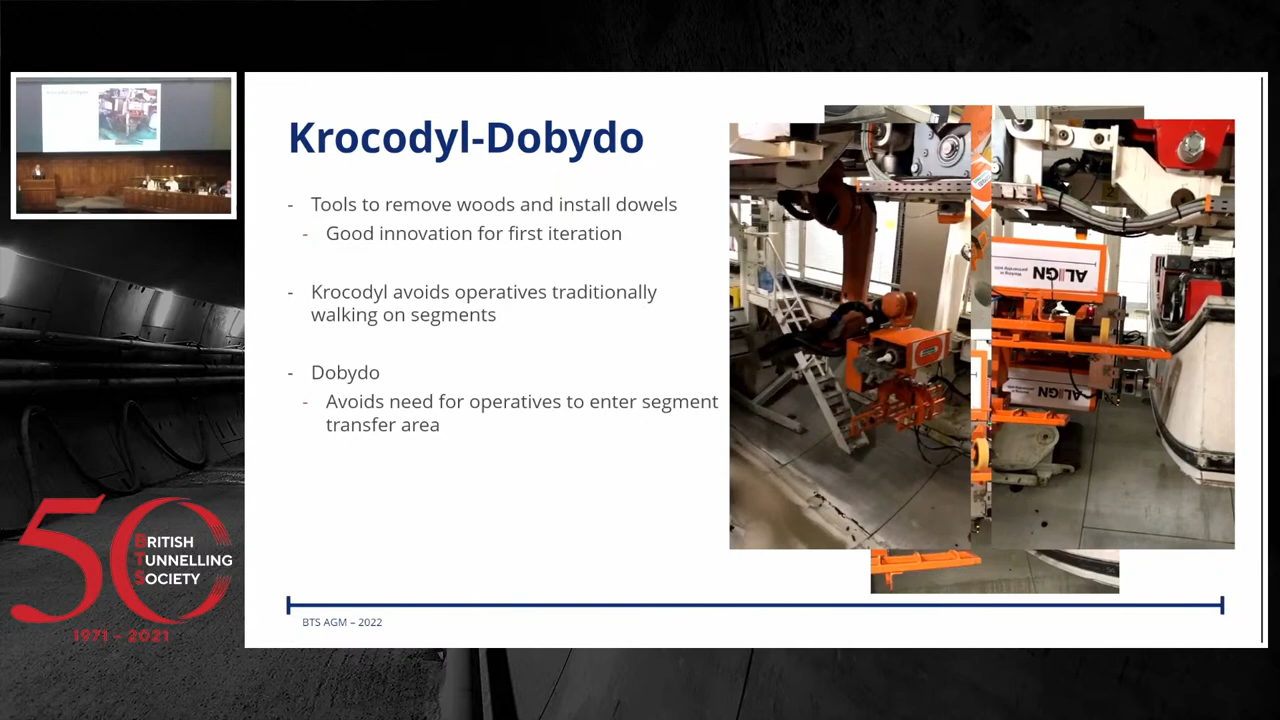 Krocodyl-Dobydo
- Tools to remove woods and install dowels
- Good innovation for first iteration
- Krocodyl avoids operatives traditionally
walking on segments
- Dobydo
- Avoids need for operatives to enter segment
transfer area
ALIGN
ALIGN
BTS AGM – 2022
50
BRITISH
TUNNELLING
SOCIETY
1971 - 2021